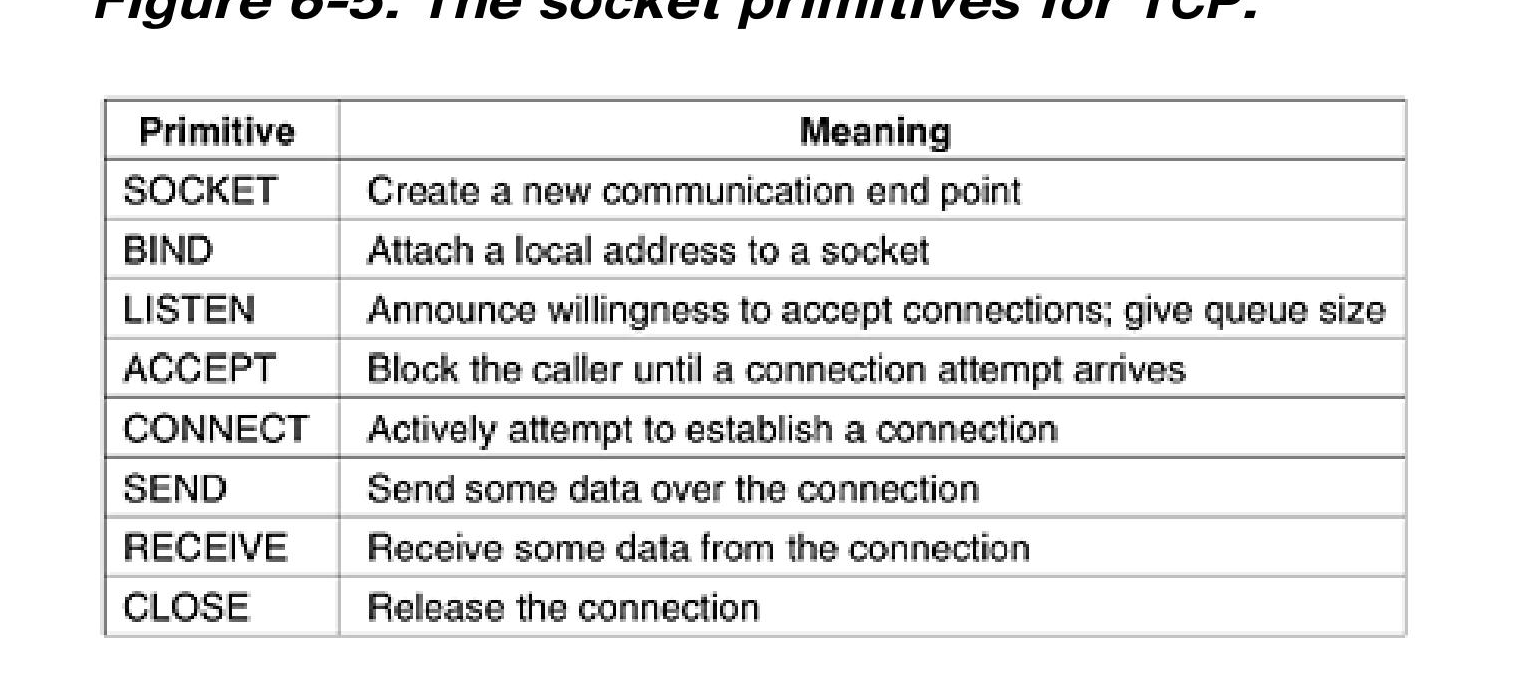 Figure 6-5. The socket primitives for TCP.
Primitive Meaning
SOCKET Create a new communication end point
BIND Attach a local address to a socket
LISTEN Announce willingness to accept connections; give queue size
ACCEPT Block the caller until a connection attempt arrives
CONNECT Actively attempt to establish a connection
SEND Send some data over the connection
RECEIVE Receive some data from the connection
CLOSE Release the connection